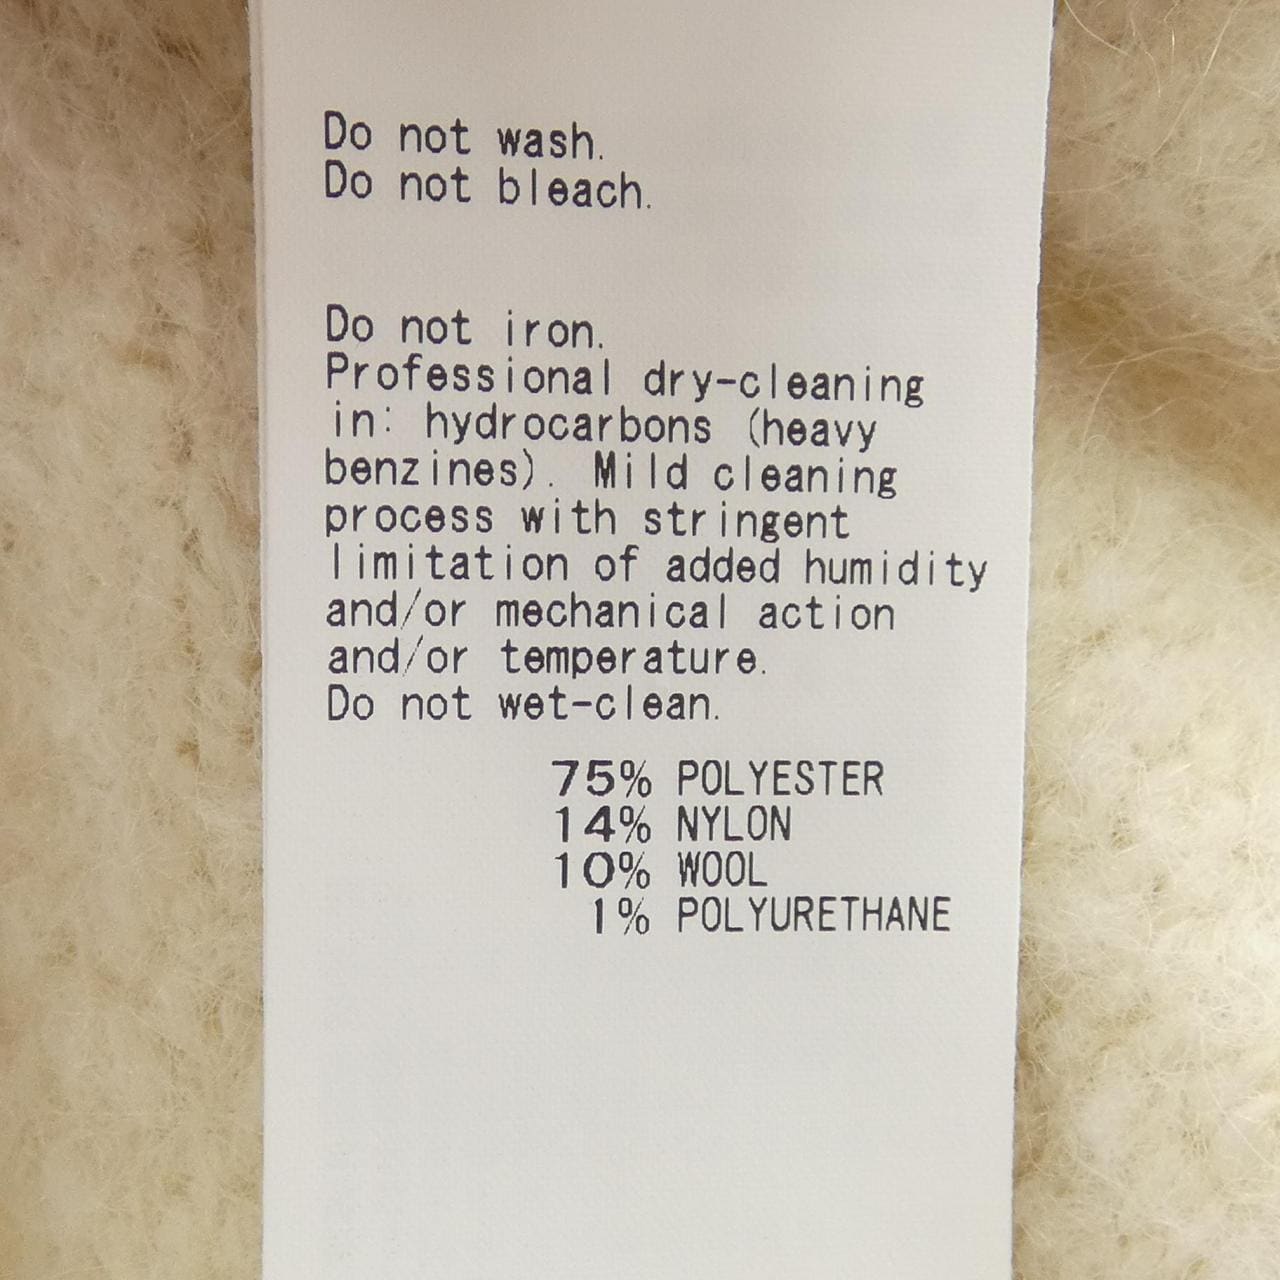 Do not wash.
Do not bleach.
Do not iron.
Professional dry-cleaning
in: hydrocarbons (heavy
benzines). Mild cleaning
process with stringent
limitation of added humidity
and/or mechanical action
and/or temperature.
Do not wet-clean.
75% POLYESTER
14% NYLON
10% WOOL
1% POLYURETHANE